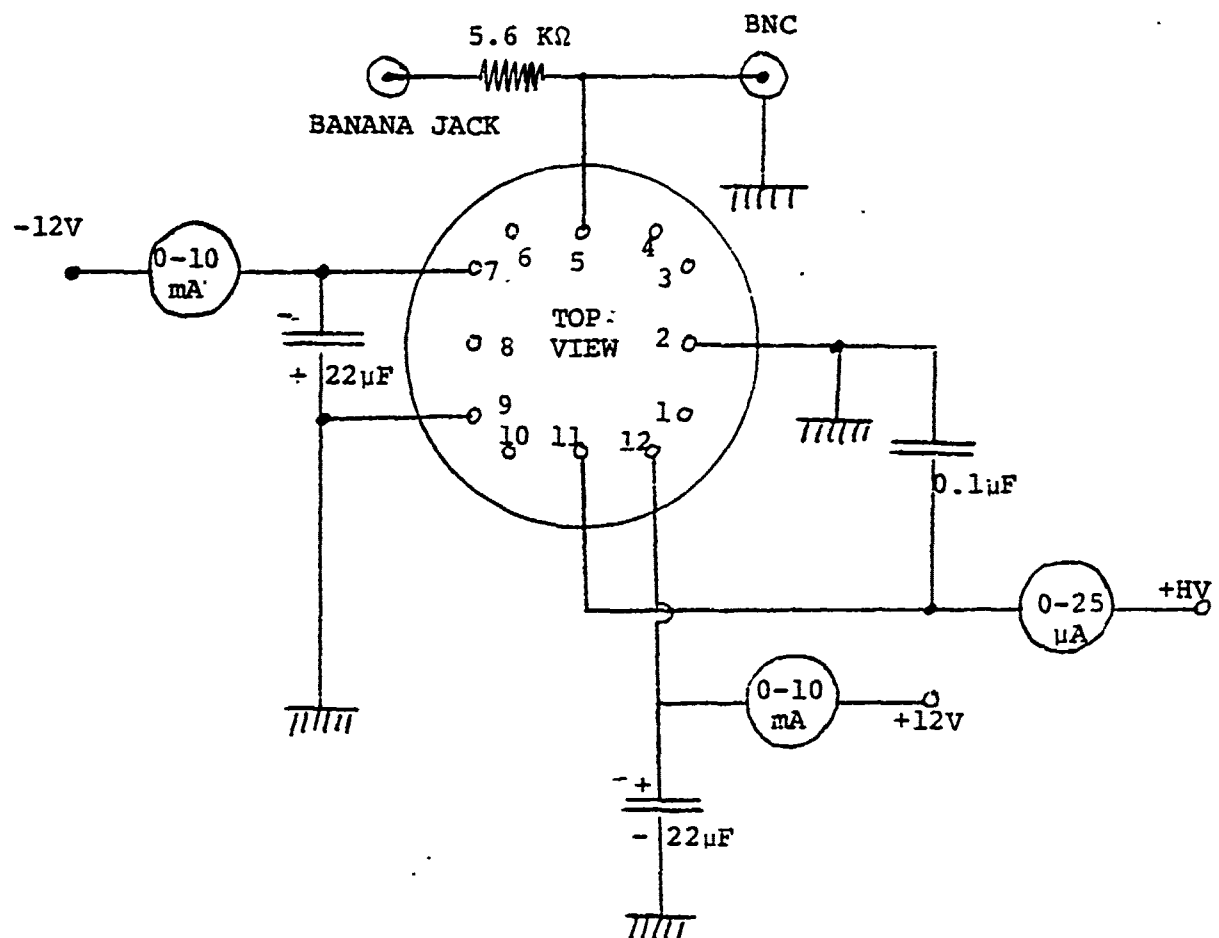 5.6 KΩ
BNC
BANANA JACK
-12V
0-10
mA
6
5
4
3
7
TOP
VIEW
8
2
- 
+ 22µF
9
1
10
11
12
0.1µF
0-25
µA
+HV
0-10
mA
+12V
- +
- 22µF